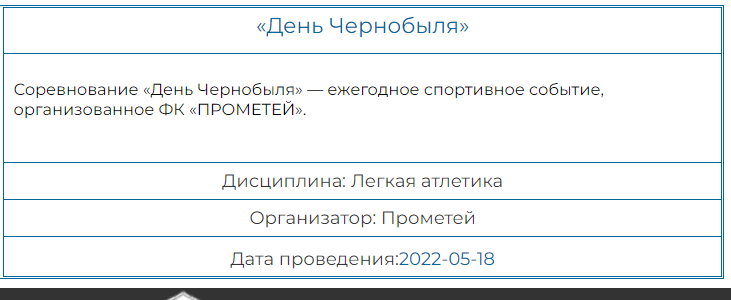 «День Чернобыля»
Соревнование «День Чернобыля» — ежегодное спортивное событие,
организованное ФК «ПРОМЕТЕЙ».
Дисциплина: Легкая атлетика
Организатор: Прометей
Дата проведения:2022-05-18